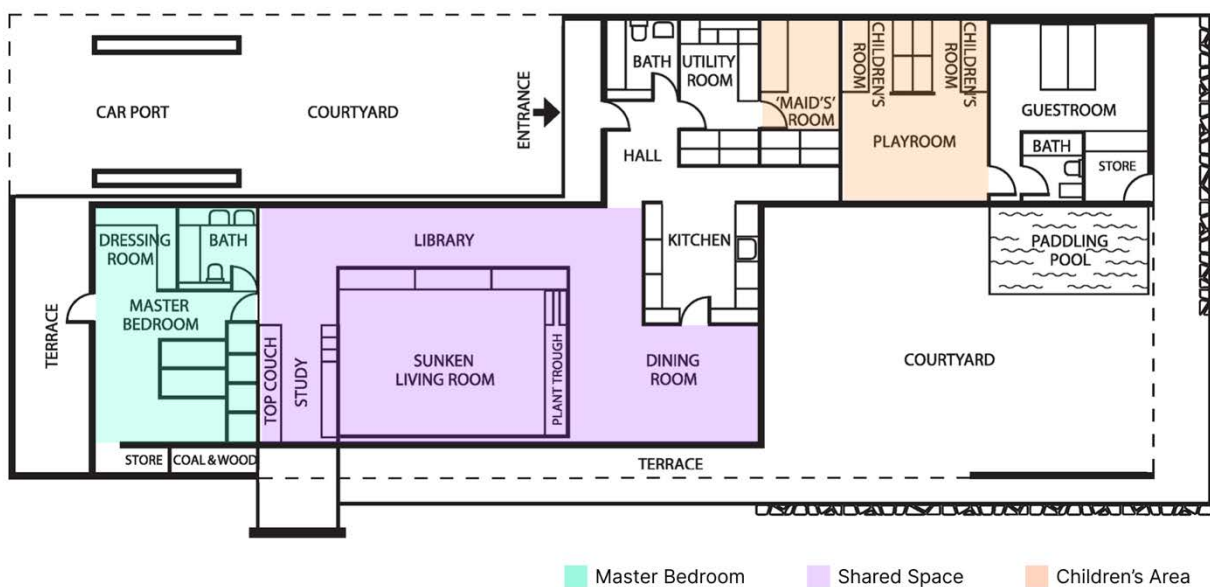 CAR PORT
COURTYARD
ENTRANCE
BATH
UTILITY
ROOM
'MAID'S'
ROOM
CHILDREN'S
ROOM
CHILDREN'S
ROOM
PLAYROOM
GUESTROOM
BATH
STORE
HALL
KITCHEN
PADDLING
POOL
COURTYARD
TERRACE
DRESSING
ROOM
BATH
MASTER
BEDROOM
LIBRARY
TOP COUCH
STUDY
SUNKEN
LIVING ROOM
PLANT TROUGH
DINING
ROOM
STORE
COAL & WOOD
TERRACE
Master Bedroom
Shared Space
Children's Area